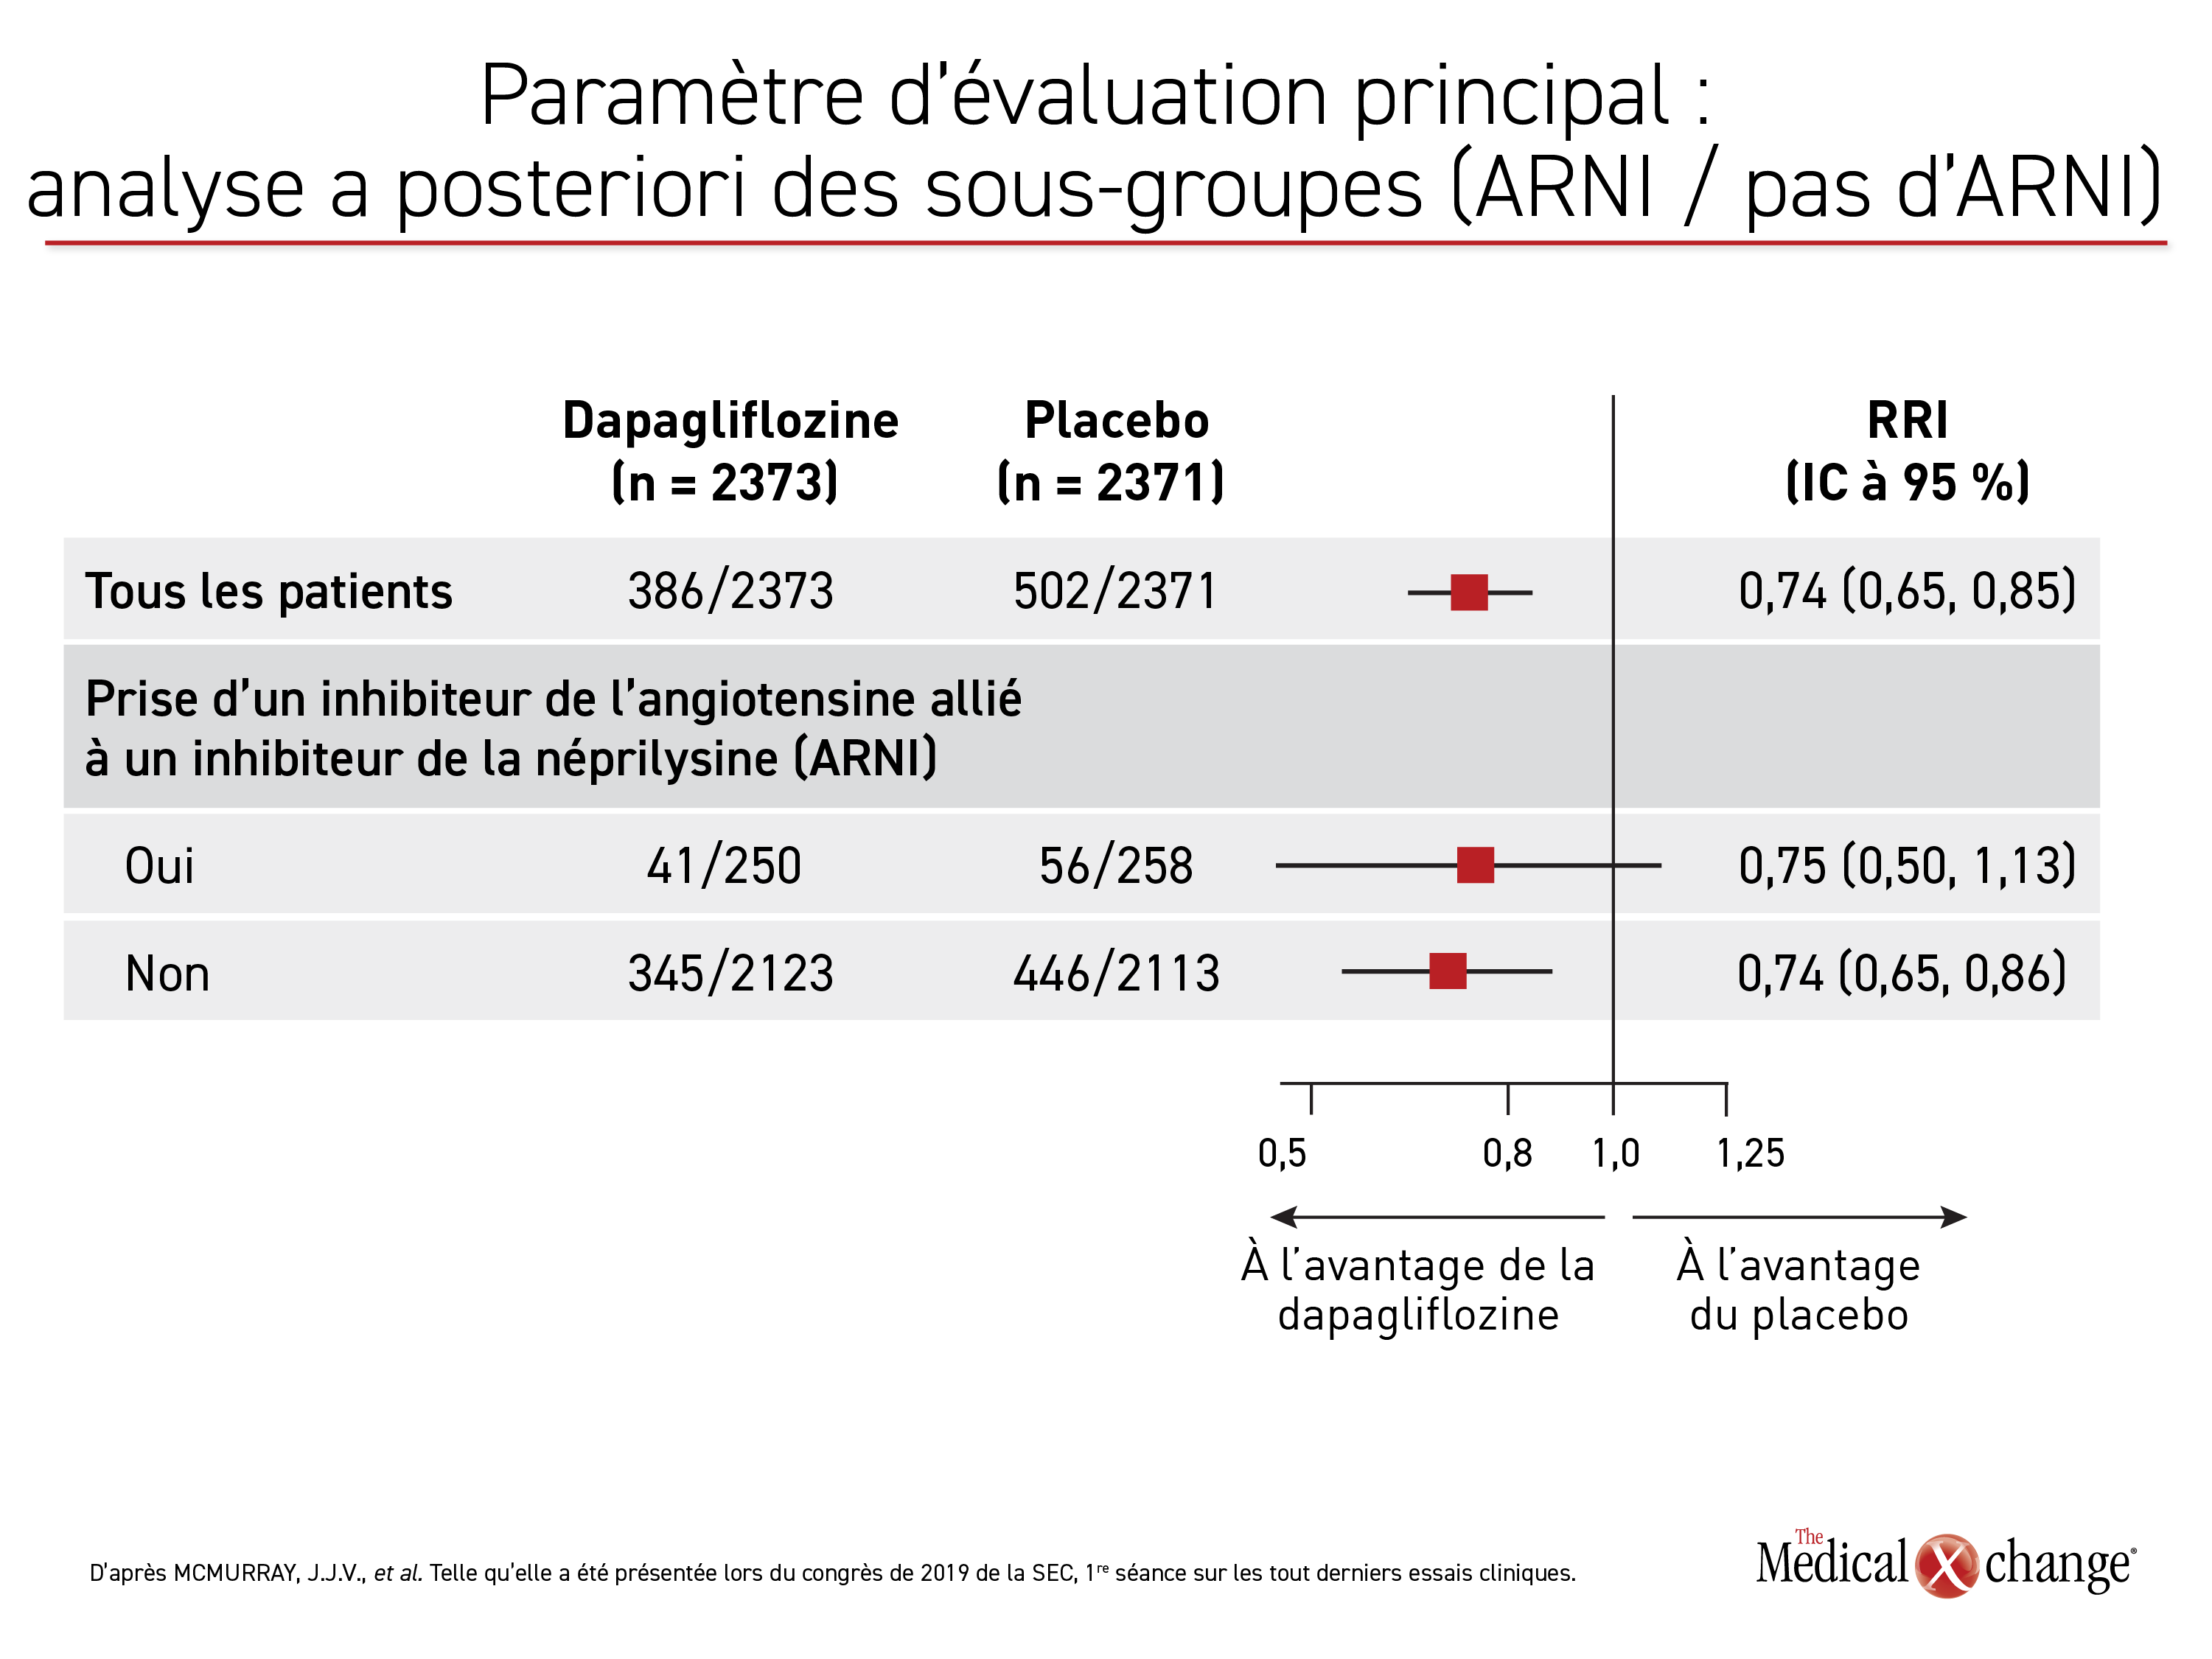 Paramètre d’évaluation principal :
analyse a posteriori des sous-groupes (ARNI / pas d’ARNI)
Dapagliflozine
(n = 2373)
Placebo
(n = 2371)
RRI
(IC à 95 %)
Tous les patients 386/2373 502/2371 0,74 (0,65, 0,85)
Prise d’un inhibiteur de l’angiotensine allié
à un inhibiteur de la néprilysine (ARNI)
Oui 41/250 56/258 0,75 (0,50, 1,13)
Non 345/2123 446/2113 0,74 (0,65, 0,86)
0,5 0,8 1,0 1,25
À l’avantage de la
dapagliflozine
À l’avantage
du placebo
D’après MCMURRAY, J.J.V., et al. Telle qu’elle a été présentée lors du congrès de 2019 de la SEC, 1re séance sur les tout derniers essais cliniques.
The
Medical X change®